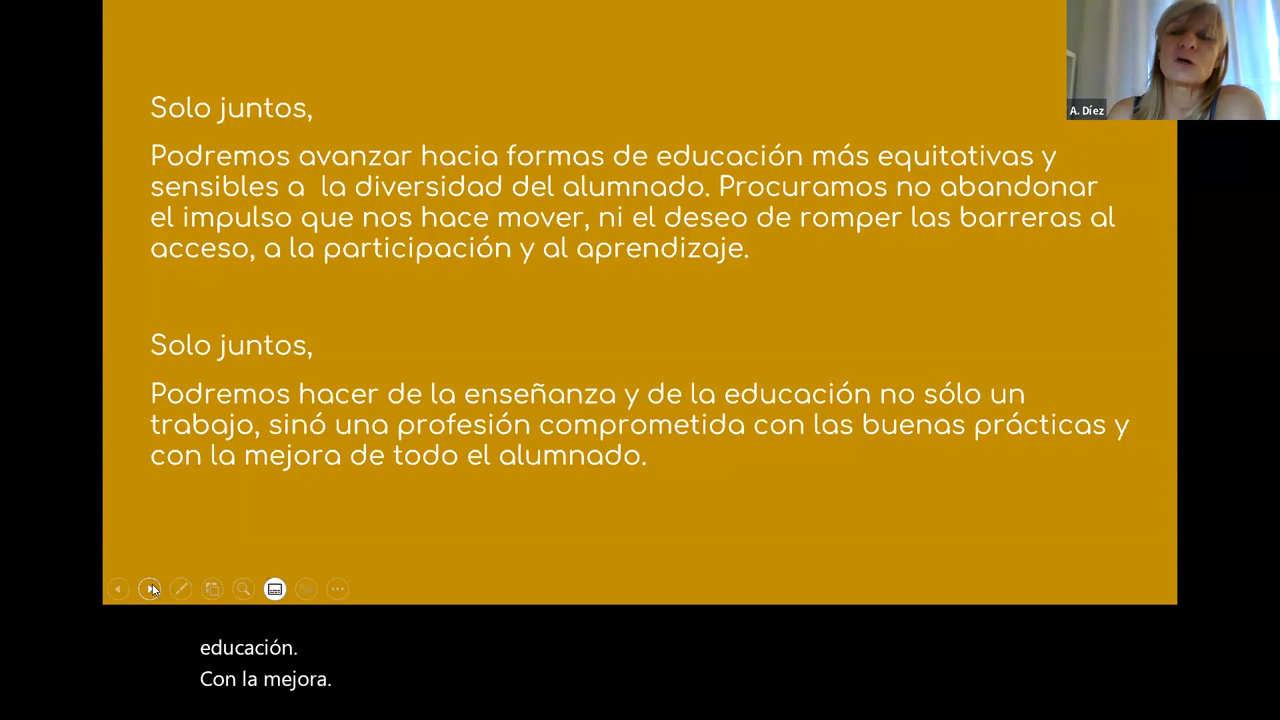 A. Díez
Solo juntos,
Podremos avanzar hacia formas de educación más equitativas y
sensibles a  la diversidad del alumnado. Procuramos no abandonar
el impulso que nos hace mover, ni el deseo de romper las barreras al
acceso, a la participación y al aprendizaje.
Solo juntos,
Podremos hacer de la enseñanza y de la educación no sólo un
trabajo, sinó una profesión comprometida con las buenas prácticas y
con la mejora de todo el alumnado.
educación.
Con la mejora.